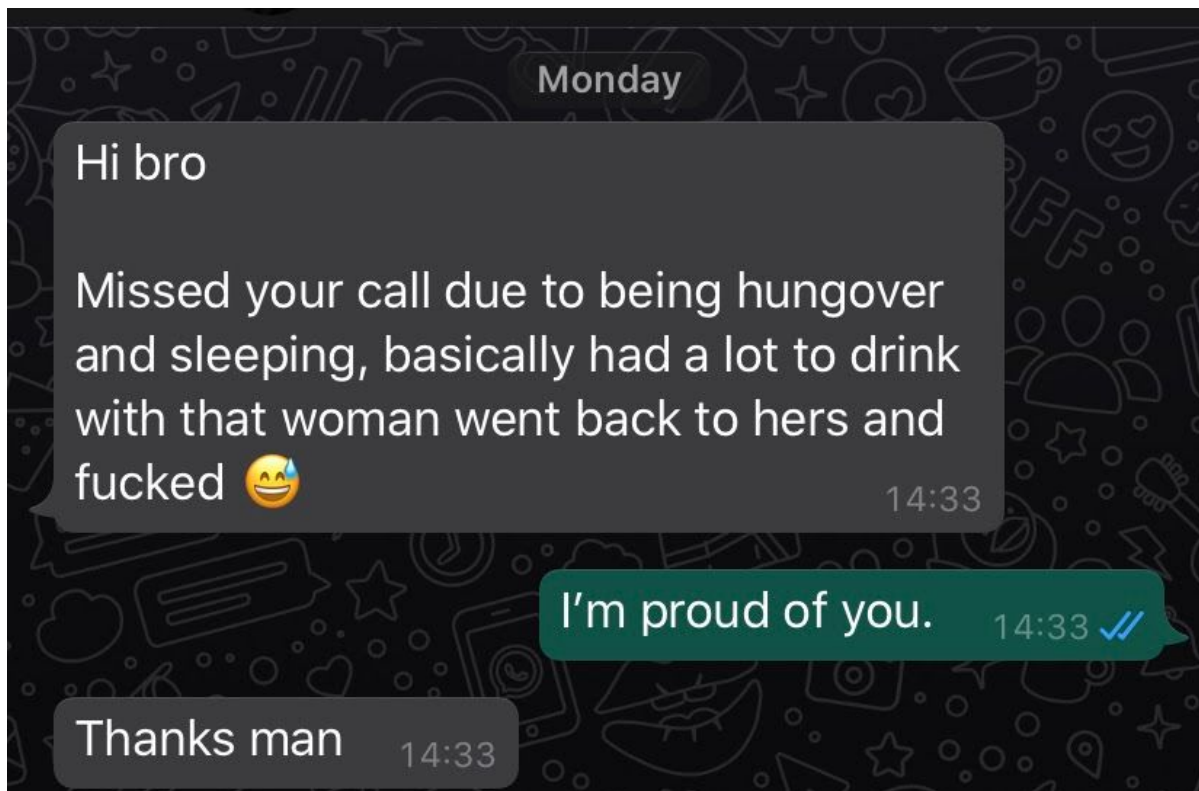 Monday
Hi bro
Missed your call due to being hungover
and sleeping, basically had a lot to drink
with that woman went back to hers and
fucked 😅
14:33
I’m proud of you. 14:33
Thanks man 14:33
BFF